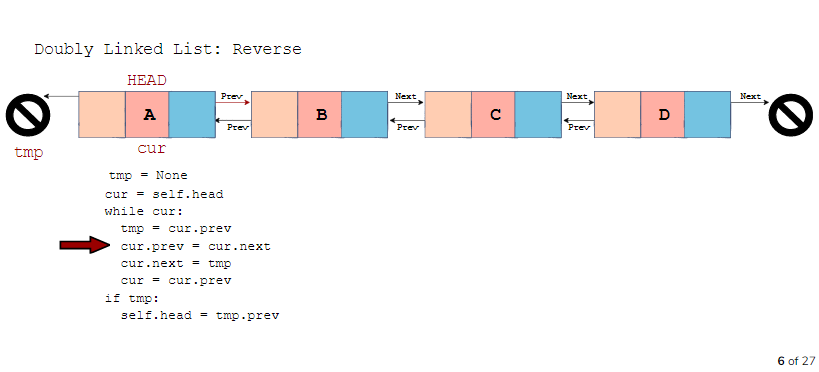 Doubly Linked List: Reverse
HEAD
Prev Next Next Next
A B C D
Prev Prev Prev
tmp cur
tmp = None
cur = self.head
while cur:
tmp = cur.prev
cur.prev = cur.next
cur.next = tmp
cur = cur.prev
if tmp:
self.head = tmp.prev
6 of 27